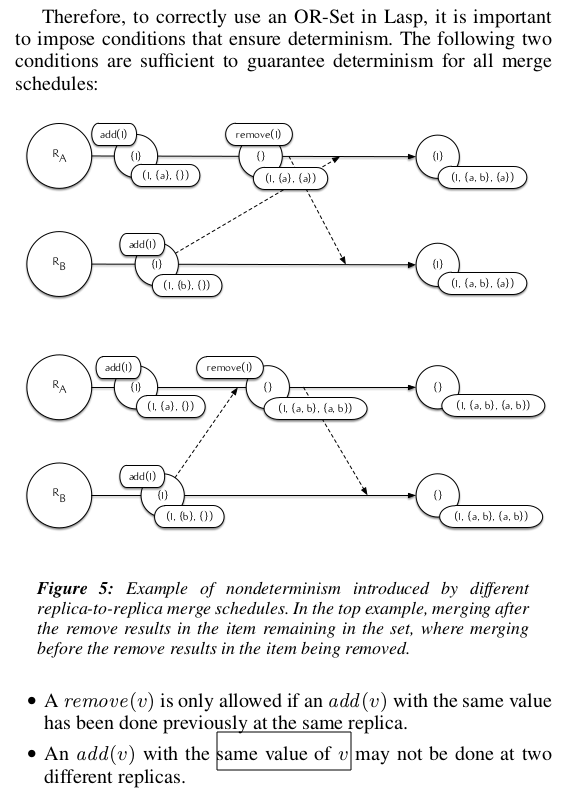 Therefore, to correctly use an OR-Set in Lasp, it is important
to impose conditions that ensure determinism. The following two
conditions are sufficient to guarantee determinism for all merge
schedules:
add(1)
remove(1)
R_A
(1)
()
(1)
(1, (a), ())
(1, (a), (a))
(1, (a, b), (a))
add(1)
R_B
(1)
(1)
(1, (b), ())
(1, (a, b), (a))
add(1)
remove(1)
R_A
(1)
()
()
(1, (a), ())
(1, (a, b), (a, b))
(1, (a, b), (a, b))
add(1)
R_B
(1)
()
(1, (b), ())
(1, (a, b), (a, b))
Figure 5: Example of nondeterminism introduced by different
replica-to-replica merge schedules. In the top example, merging after
the remove results in the item remaining in the set, where merging
before the remove results in the item being removed.
• A remove(v) is only allowed if an add(v) with the same value
has been done previously at the same replica.
• An add(v) with the same value of v may not be done at two
different replicas.